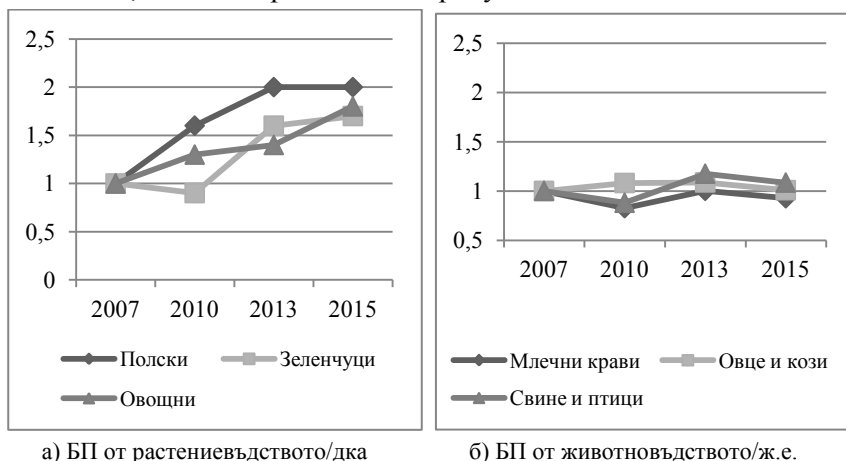 2,5
2
1,5
1
0,5
0
2007 2010 2013 2015
Полски Зеленчуци
Овощни
2,5
2
1,5
1
0,5
2007 2010 2013 2015
Млечни крави Овце и кози
Свине и птици
а) БП от растениевъдството/дка б) БП от животновъдството/ж.е.